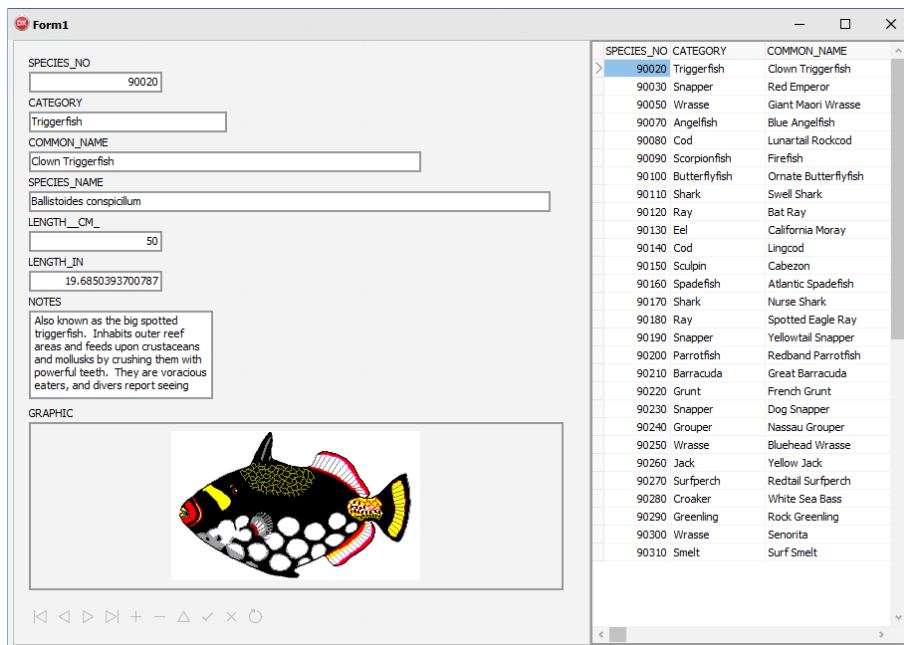 Form1
SPECIES_NO
90020
CATEGORY
Triggerfish
COMMON_NAME
Clown Triggerfish
SPECIES_NAME
Ballistoides conspicillum
LENGTH__CM_
50
LENGTH_IN
19.6850393700787
NOTES
Also known as the big spotted
triggerfish.  Inhabits outer reef
areas and feeds upon crustaceans
and mollusks by crushing them with
powerful teeth.  They are voracious
eaters, and divers report seeing
GRAPHIC
SPECIES_NO CATEGORY COMMON_NAME
90020 Triggerfish Clown Triggerfish
90030 Snapper Red Emperor
90050 Wrasse Giant Maori Wrasse
90070 Angelfish Blue Angelfish
90080 Cod Lunartail Rockcod
90090 Scorpionfish Firefish
90100 Butterflyfish Ornate Butterflyfish
90110 Shark Swell Shark
90120 Ray Bat Ray
90130 Eel California Moray
90140 Cod Lingcod
90150 Sculpin Cabezon
90160 Spadefish Atlantic Spadefish
90170 Shark Nurse Shark
90180 Ray Spotted Eagle Ray
90190 Snapper Yellowtail Snapper
90200 Parrotfish Redband Parrotfish
90210 Barracuda Great Barracuda
90220 Grunt French Grunt
90230 Snapper Dog Snapper
90240 Grouper Nassau Grouper
90250 Wrasse Bluehead Wrasse
90260 Jack Yellow Jack
90270 Surfperch Redtail Surfperch
90280 Croaker White Sea Bass
90290 Greenling Rock Greenling
90300 Wrasse Senorita
90310 Smelt Surf Smelt